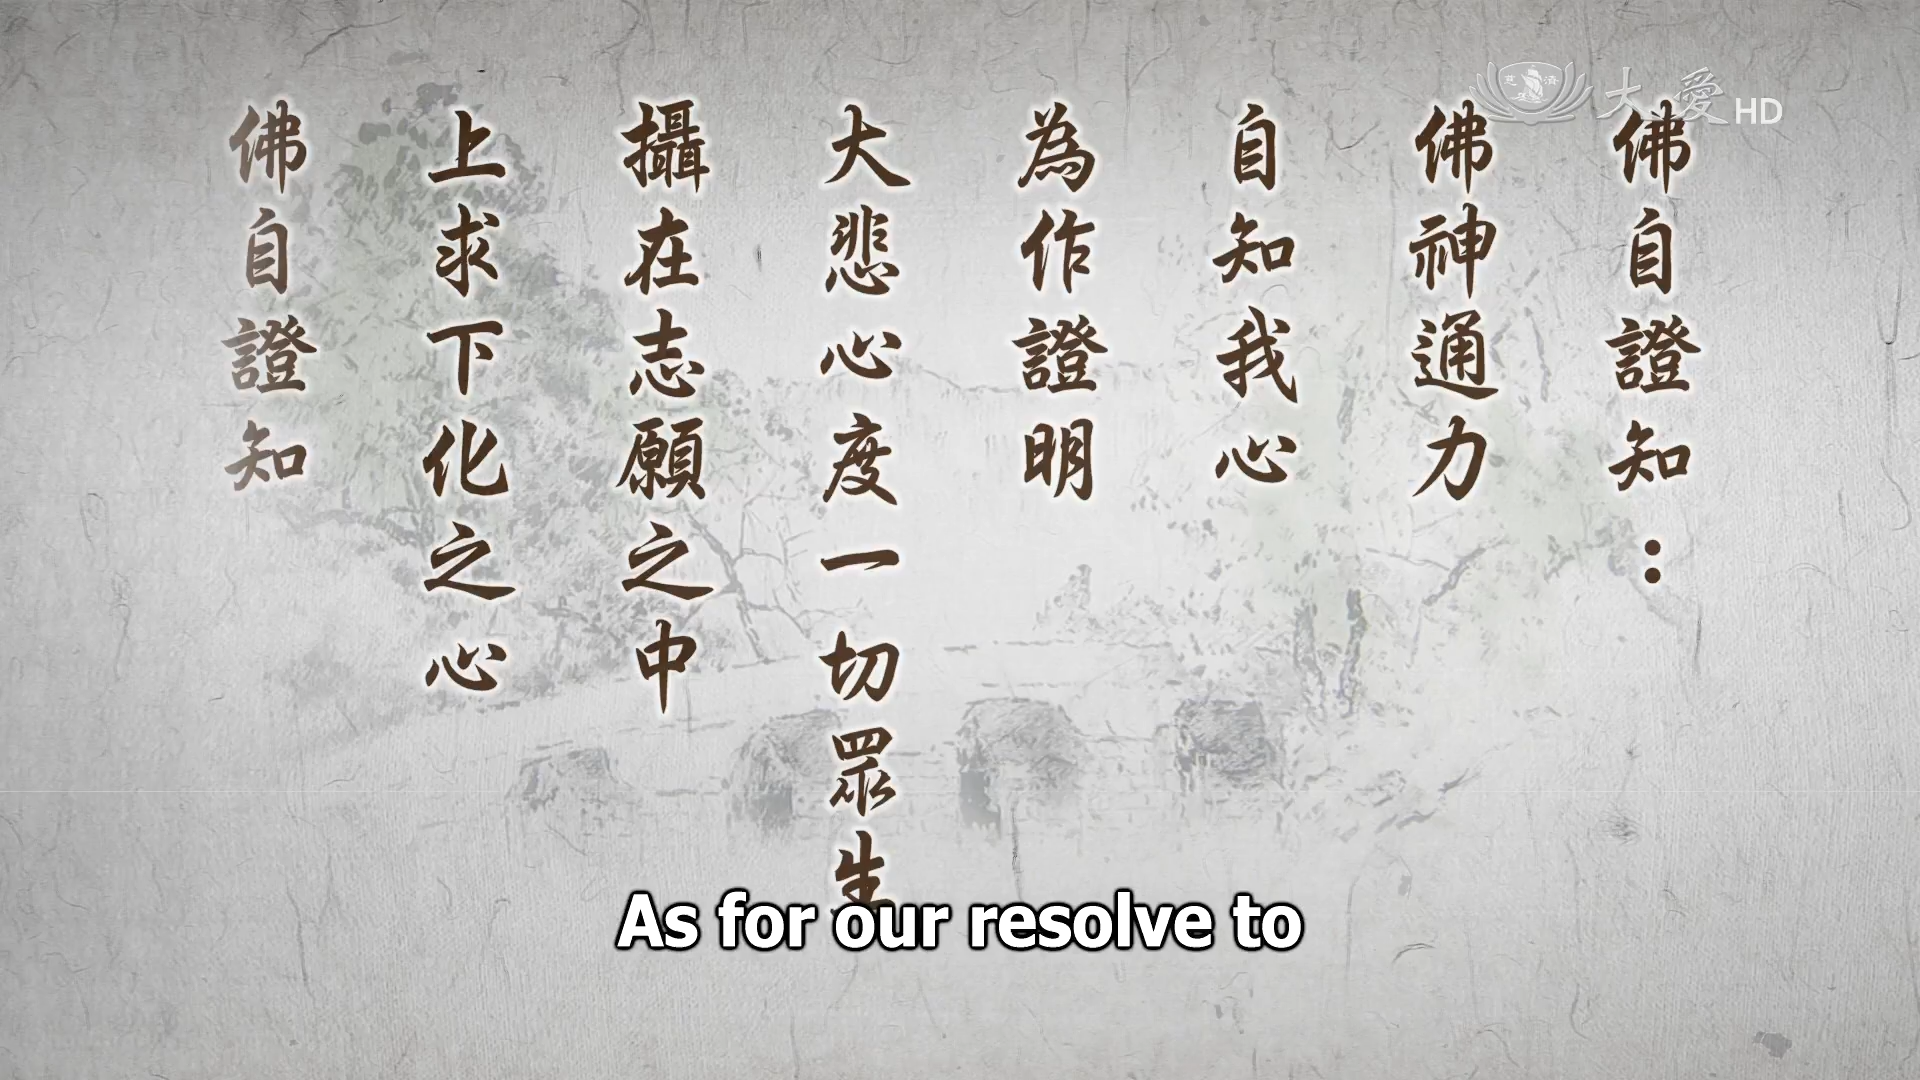 佛自證知：
佛神通力
自知我心
為作證明
大悲心度一切眾生
攝在志願之中
上求下化之心
佛自證知
大愛HD
As for our resolve to